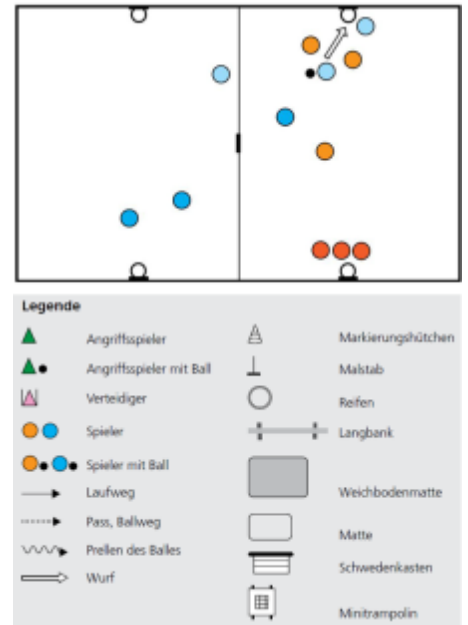 Legende
Angriffsspieler
Angriffsspieler mit Ball
Verteidiger
Spieler
Spieler mit Ball
Laufweg
Pass, Ballweg
Prellen des Balles
Wurf
Markierungshütchen
Malstab
Reifen
Langbank
Weichbodenmatte
Matte
Schwedenkasten
Minitrampolin